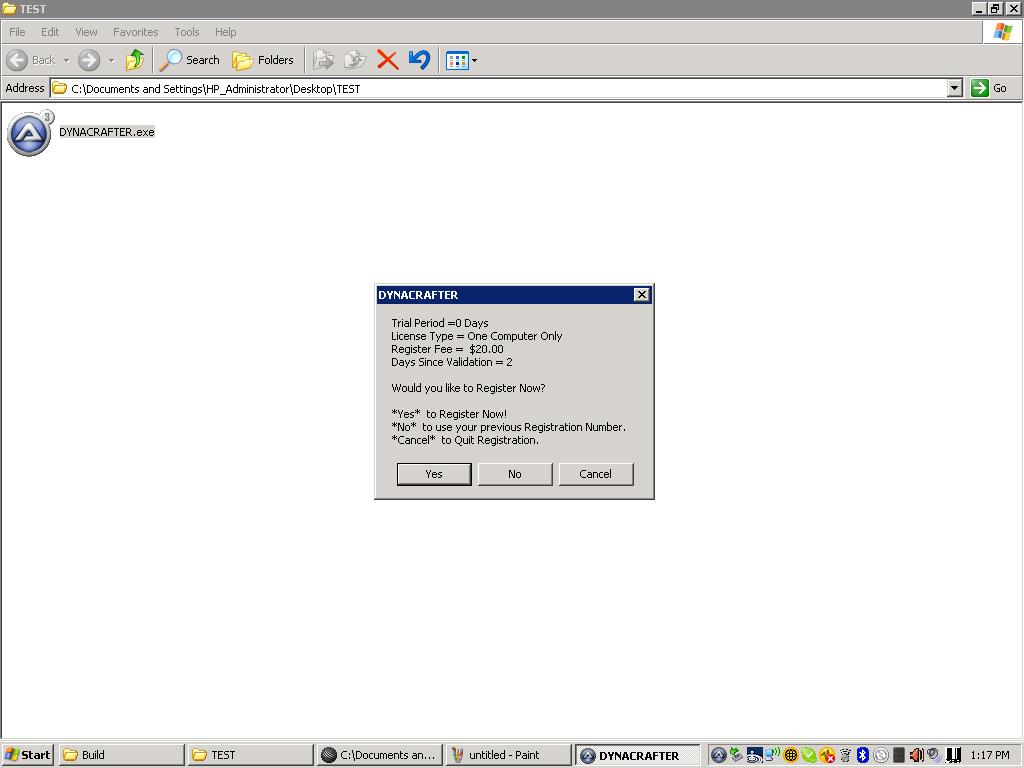 TEST
File Edit View Favorites Tools Help
Back Search Folders
Address C:\Documents and Settings\HP_Administrator\Desktop\TEST Go
3
DYNACRAFTER.exe
DYNACRAFTER
Trial Period =0 Days
License Type = One Computer Only
Register Fee =  $20.00
Days Since Validation = 2
Would you like to Register Now?
*Yes*  to Register Now!
*No*  to use your previous Registration Number.
*Cancel*  to Quit Registration.
Yes No Cancel
Start Build TEST C:\Documents an... untitled - Paint DYNACRAFTER 1:17 PM